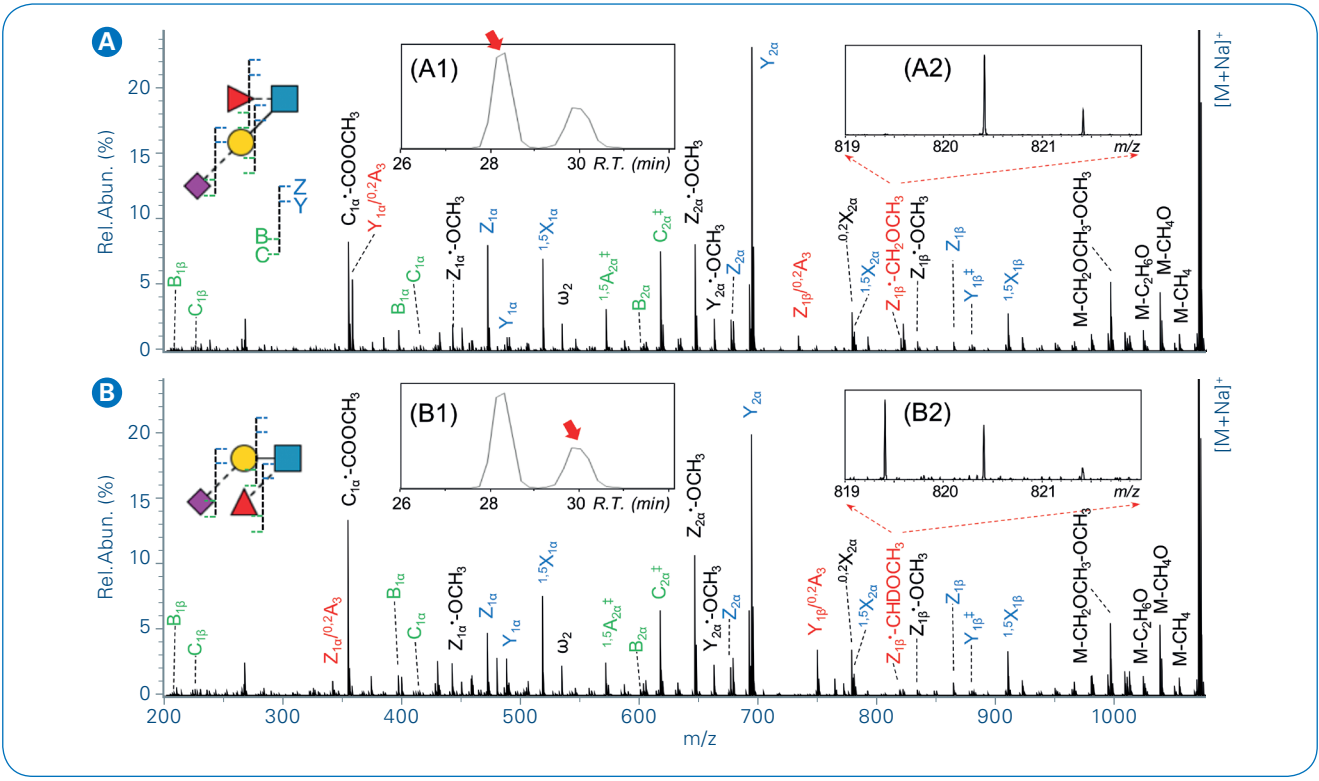 A
Rel.Abun. (%)
20
15
10
5
0
Z
Y
B
C
B1β
C1β
C1α•-COOCH3
Y1α/0,2A3
B1α
C1α
Z1α•-OCH3
Z1α
Y1α
1,5X1α
ω2
1,5A2α‡
B2α
C2α‡
Z2α•-OCH3
Y2α•-OCH3
Z2α
Y2α
Z1β/0,2A3
0,2X2α
1,5X2α
Z1β•-CH2OCH3
Z1β•-OCH3
Z1β
Y1β‡
1,5X1β
M-CH2OCH3-OCH3
M-C2H6O
M-CH4O
M-CH4
[M+Na]+
(A1)
26 28 30 R.T. (min)
(A2)
819 820 821 m/z
B
Rel.Abun. (%)
20
15
10
5
0
B1β
C1β
Z1α/0,2A3
C1α•-COOCH3
B1α
C1α
Z1α•-OCH3
Z1α
Y1α
1,5X1α
ω2
1,5A2α‡
B2α
C2α‡
Z2α•-OCH3
Y2α•-OCH3
Z2α
Y2α
Y1β/0,2A3
0,2X2α
1,5X2α
Z1β•-CHDOCH3
Z1β•-OCH3
Z1β
Y1β‡
1,5X1β
M-CH2OCH3-OCH3
M-C2H6O
M-CH4O
M-CH4
[M+Na]+
(B1)
26 28 30 R.T. (min)
(B2)
819 820 821 m/z
200 300 400 500 600 700 800 900 1000
m/z